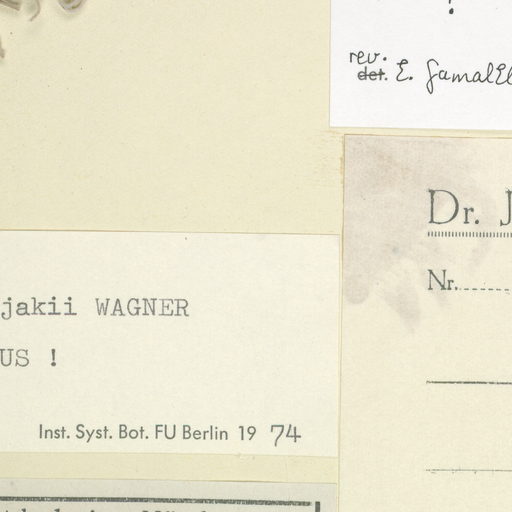 !
rev.
det. E. GamalEl
Dr. J
Nr.
jakii WAGNER
US !
Inst. Syst. Bot. FU Berlin 19 74